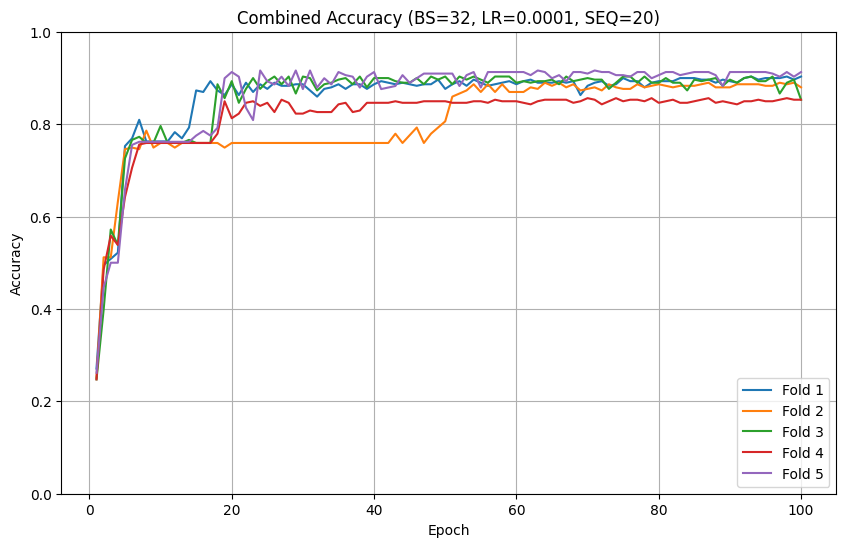 Combined Accuracy (BS=32, LR=0.0001, SEQ=20)
1.0
0.8
0.6
0.4
0.2
0.0
Accuracy
0 20 40 60 80 100
Epoch
Fold 1
Fold 2
Fold 3
Fold 4
Fold 5